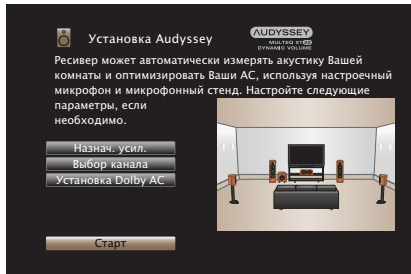 Установка Audyssey
AUDYSSEY
MULTEQ XT32
DYNAMIC VOLUME
Ресивер может автоматически измерять акустику Вашей
комнаты и оптимизировать Ваши АС, используя настроечный
микрофон и микрофонный стенд. Настройте следующие
параметры, если
необходимо.
Назнач. усил.
Выбор канала
Установка Dolby АС
Старт